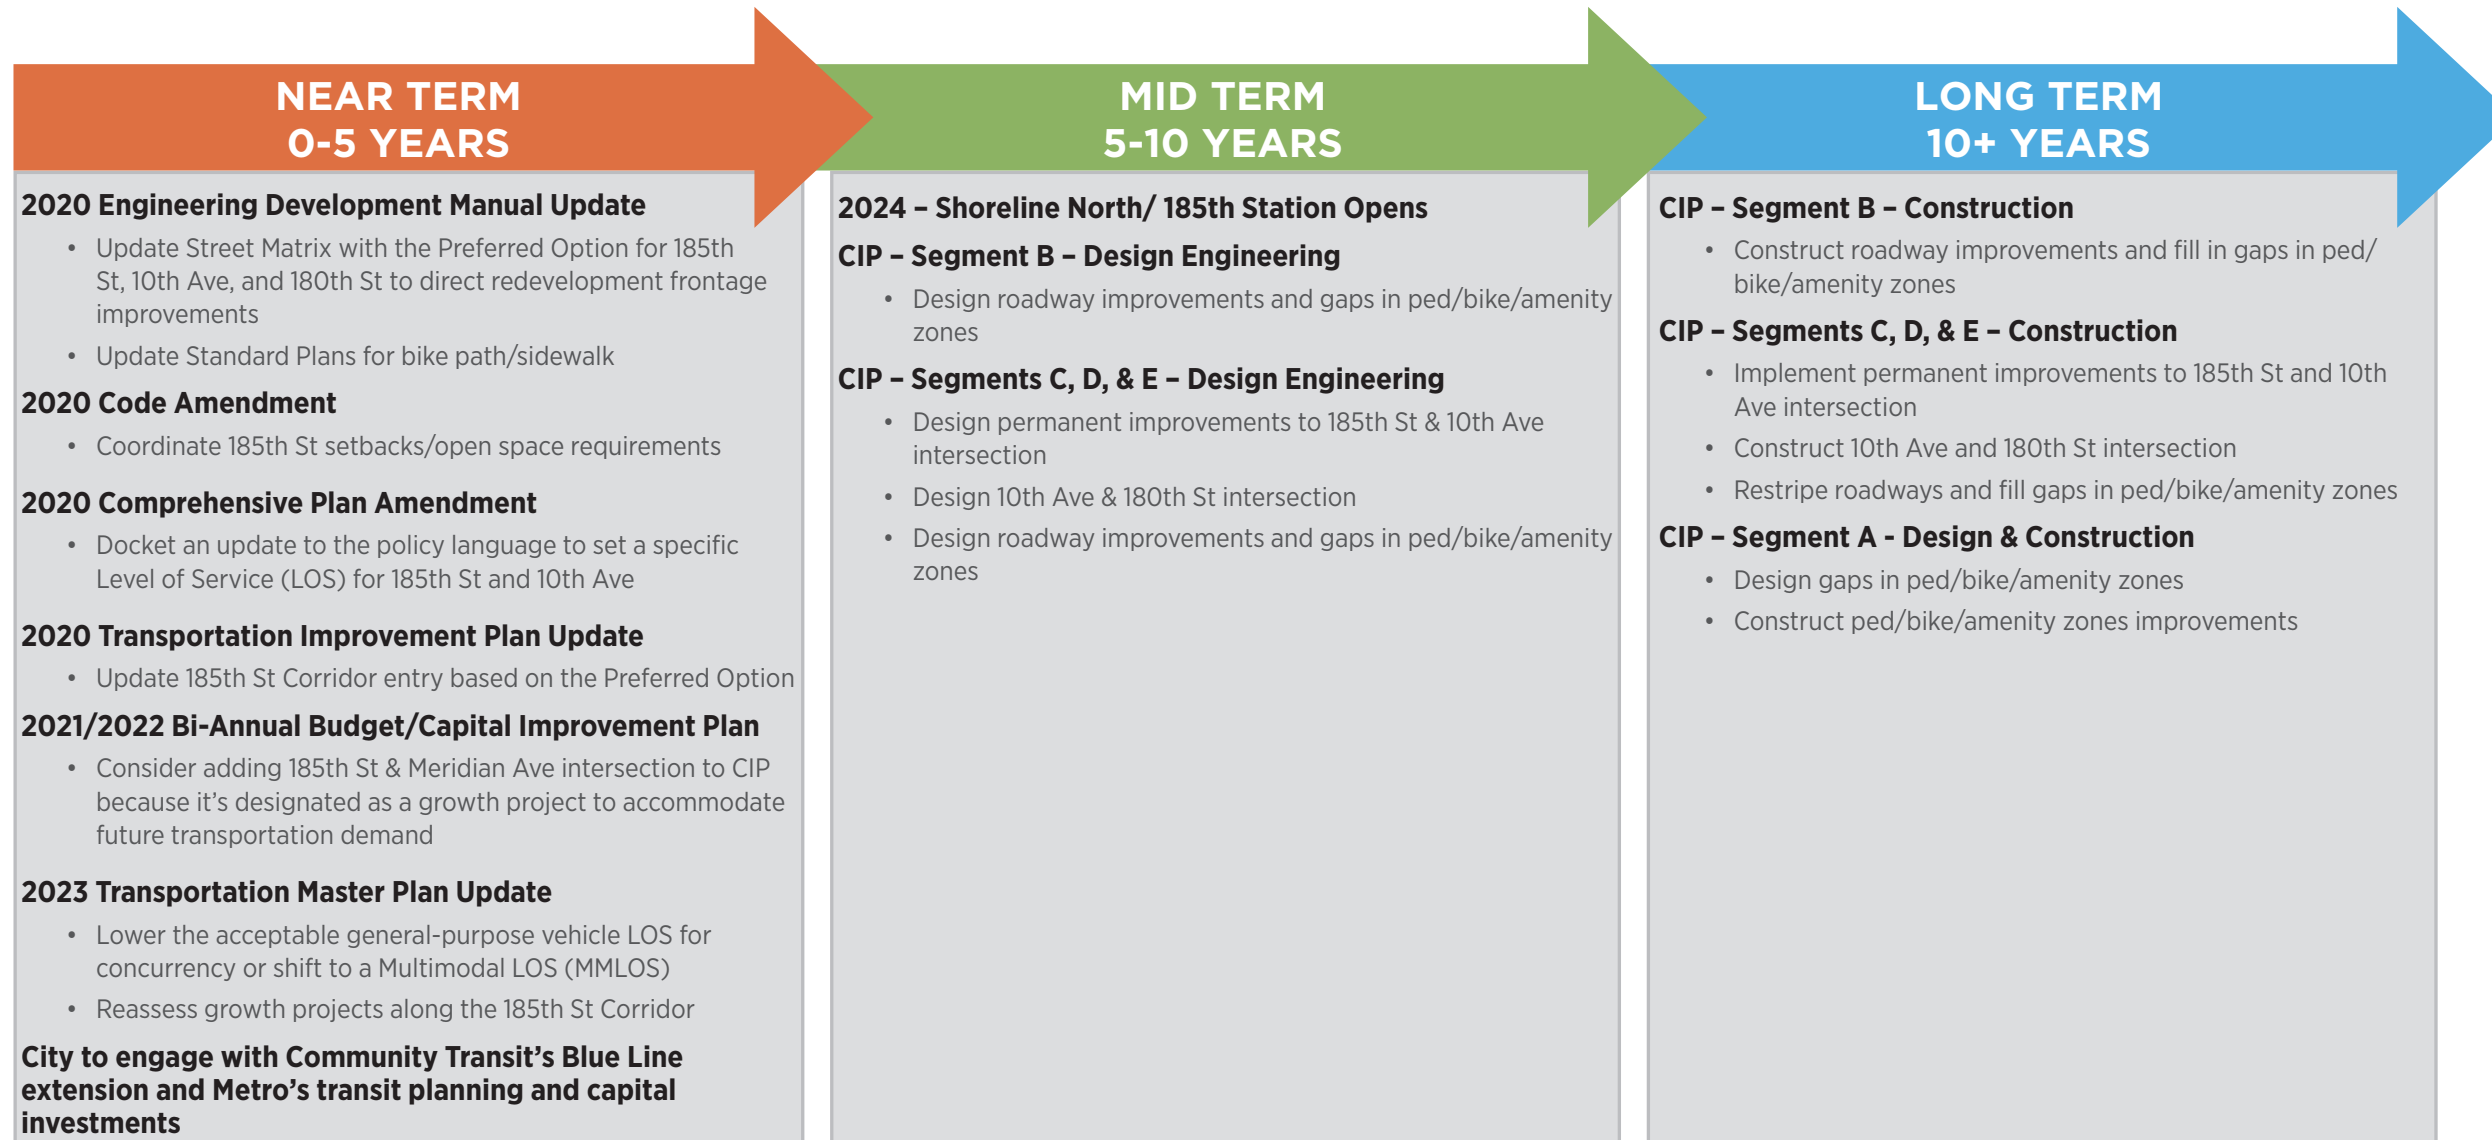 NEAR TERM
0-5 YEARS
2020 Engineering Development Manual Update
• Update Street Matrix with the Preferred Option for 185th
St, 10th Ave, and 180th St to direct redevelopment frontage
improvements
• Update Standard Plans for bike path/sidewalk
2020 Code Amendment
• Coordinate 185th St setbacks/open space requirements
2020 Comprehensive Plan Amendment
• Docket an update to the policy language to set a specific
Level of Service (LOS) for 185th St and 10th Ave
2020 Transportation Improvement Plan Update
• Update 185th St Corridor entry based on the Preferred Option
2021/2022 Bi-Annual Budget/Capital Improvement Plan
• Consider adding 185th St & Meridian Ave intersection to CIP
because it’s designated as a growth project to accommodate
future transportation demand
2023 Transportation Master Plan Update
• Lower the acceptable general-purpose vehicle LOS for
concurrency or shift to a Multimodal LOS (MMLOS)
• Reassess growth projects along the 185th St Corridor
City to engage with Community Transit’s Blue Line
extension and Metro’s transit planning and capital
investments
MID TERM
5-10 YEARS
2024 – Shoreline North/ 185th Station Opens
CIP – Segment B – Design Engineering
• Design roadway improvements and gaps in ped/bike/amenity
zones
CIP – Segments C, D, & E – Design Engineering
• Design permanent improvements to 185th St & 10th Ave
intersection
• Design 10th Ave & 180th St intersection
• Design roadway improvements and gaps in ped/bike/amenity
zones
LONG TERM
10+ YEARS
CIP – Segment B – Construction
• Construct roadway improvements and fill in gaps in ped/
bike/amenity zones
CIP – Segments C, D, & E – Construction
• Implement permanent improvements to 185th St and 10th
Ave intersection
• Construct 10th Ave and 180th St intersection
• Restripe roadways and fill gaps in ped/bike/amenity zones
CIP – Segment A - Design & Construction
• Design gaps in ped/bike/amenity zones
• Construct ped/bike/amenity zones improvements